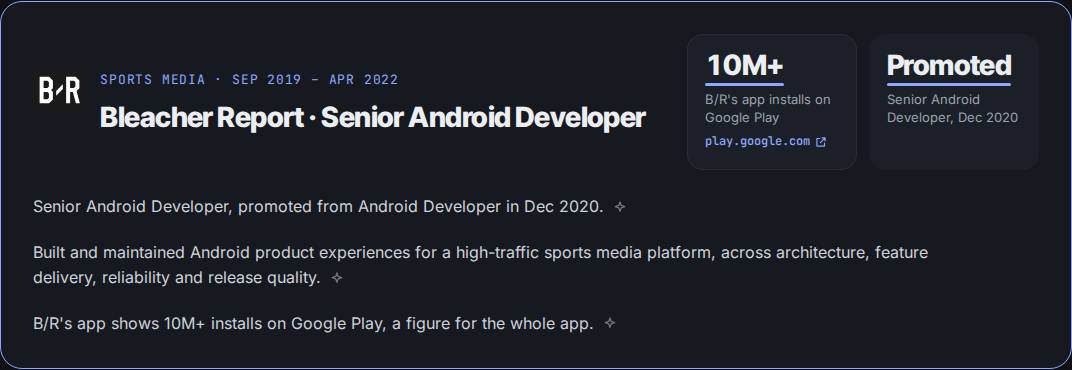 B/R
SPORTS MEDIA · SEP 2019 – APR 2022
Bleacher Report · Senior Android Developer
10M+
B/R's app installs on
Google Play
play.google.com
Promoted
Senior Android
Developer, Dec 2020
Senior Android Developer, promoted from Android Developer in Dec 2020.
Built and maintained Android product experiences for a high-traffic sports media platform, across architecture, feature
delivery, reliability and release quality.
B/R's app shows 10M+ installs on Google Play, a figure for the whole app.